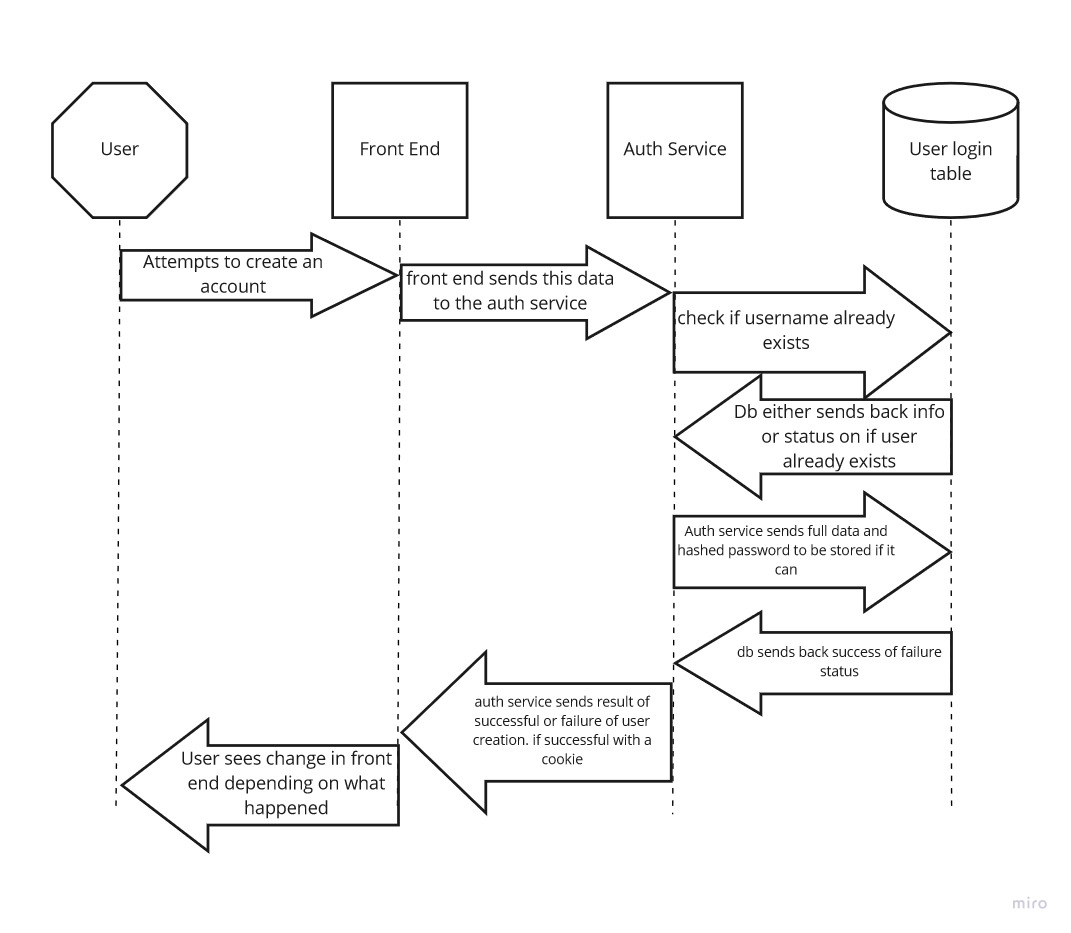 User
Front End
Auth Service
User login
table
Attempts to create an
account
front end sends this data
to the auth service
check if username already
exists
Db either sends back info
or status on if user
already exists
Auth service sends full data and
hashed password to be stored if it
can
db sends back success of failure
status
auth service sends result of
successful or failure of user
creation. if successful with a
cookie
User sees change in front
end depending on what
happened
miro